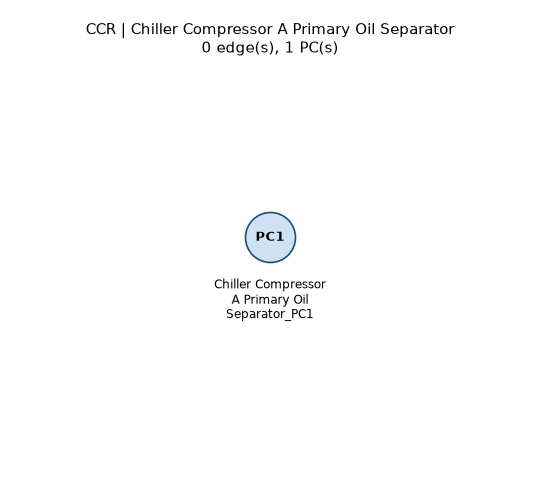 CCR | Chiller Compressor A Primary Oil Separator
0 edge(s), 1 PC(s)
PC1
Chiller Compressor
A Primary Oil
Separator_PC1